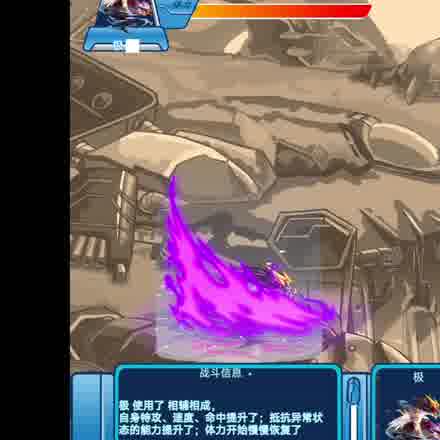 极
战斗信息
极
极 使用了 相辅相成，
自身特攻、速度、命中提升了；抵抗异常状
态的能力提升了；体力开始慢慢恢复了